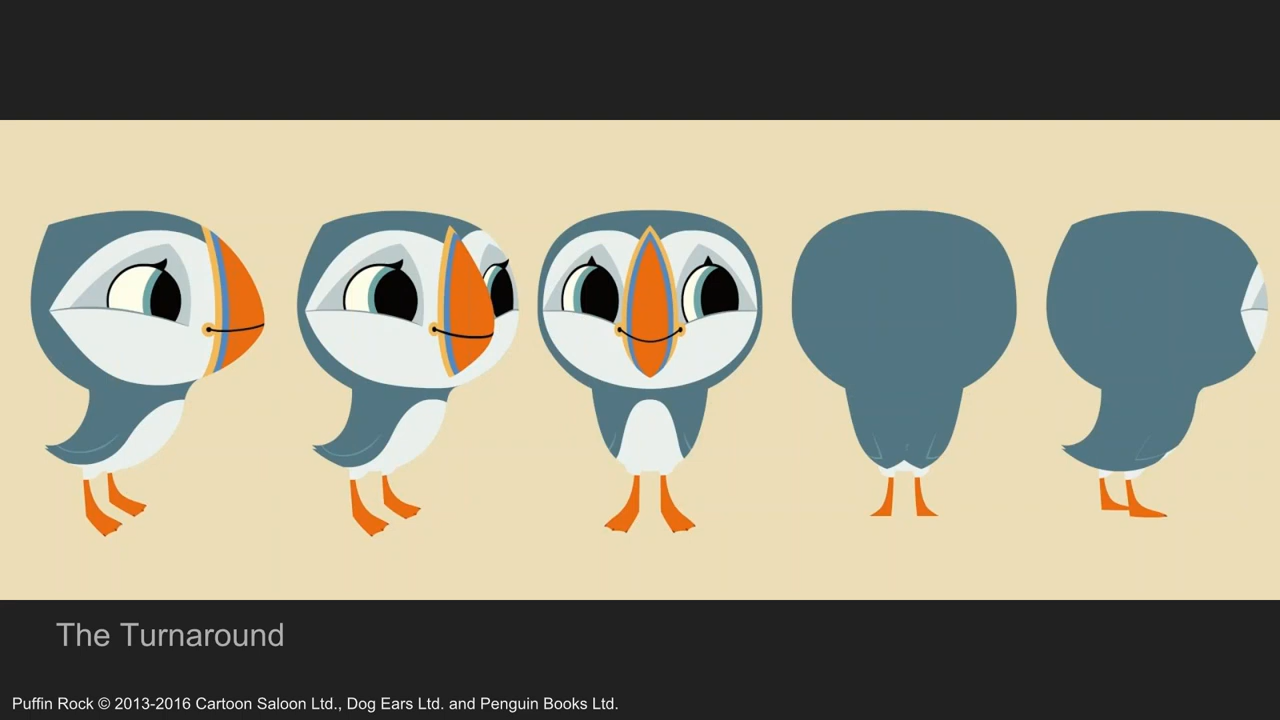 The Turnaround
Puffin Rock © 2013-2016 Cartoon Saloon Ltd., Dog Ears Ltd. and Penguin Books Ltd.